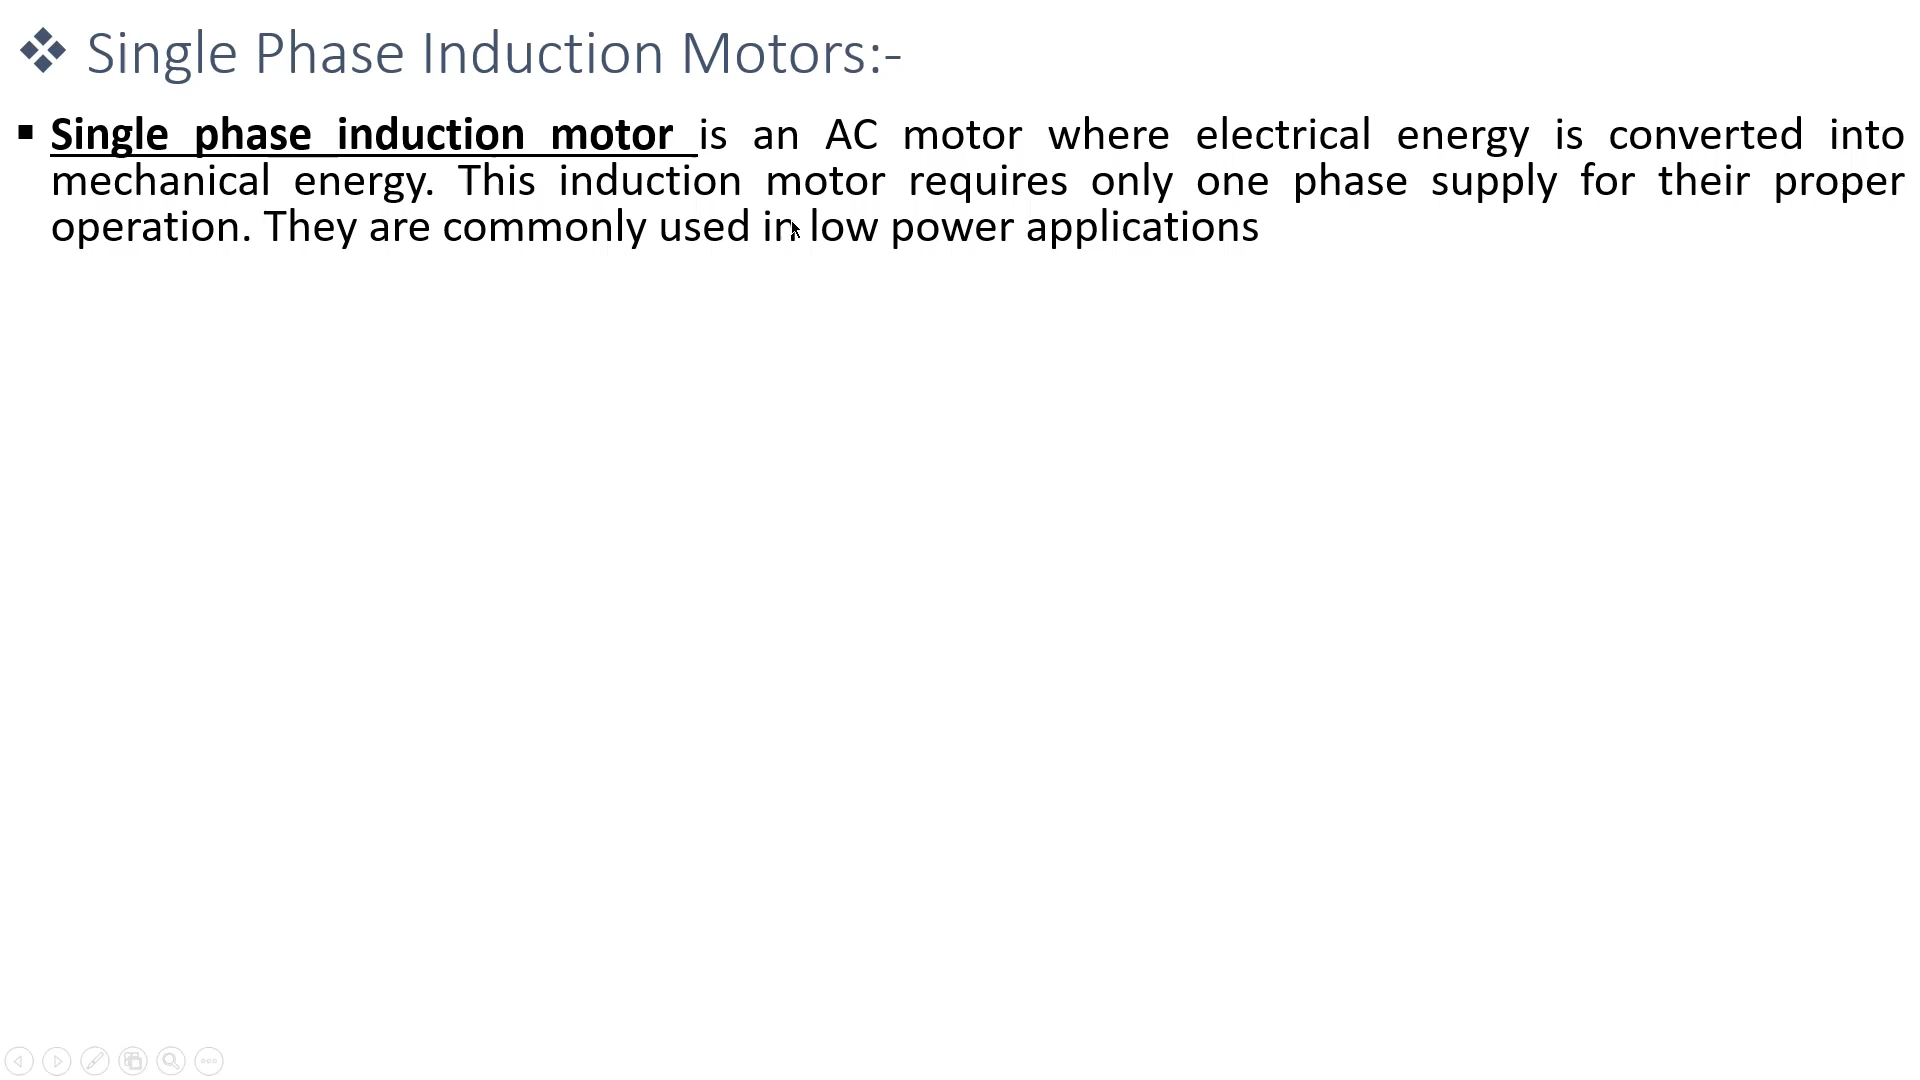 Single Phase Induction Motors:-
Single phase induction motor is an AC motor where electrical energy is converted into
mechanical energy. This induction motor requires only one phase supply for their proper
operation. They are commonly used in low power applications